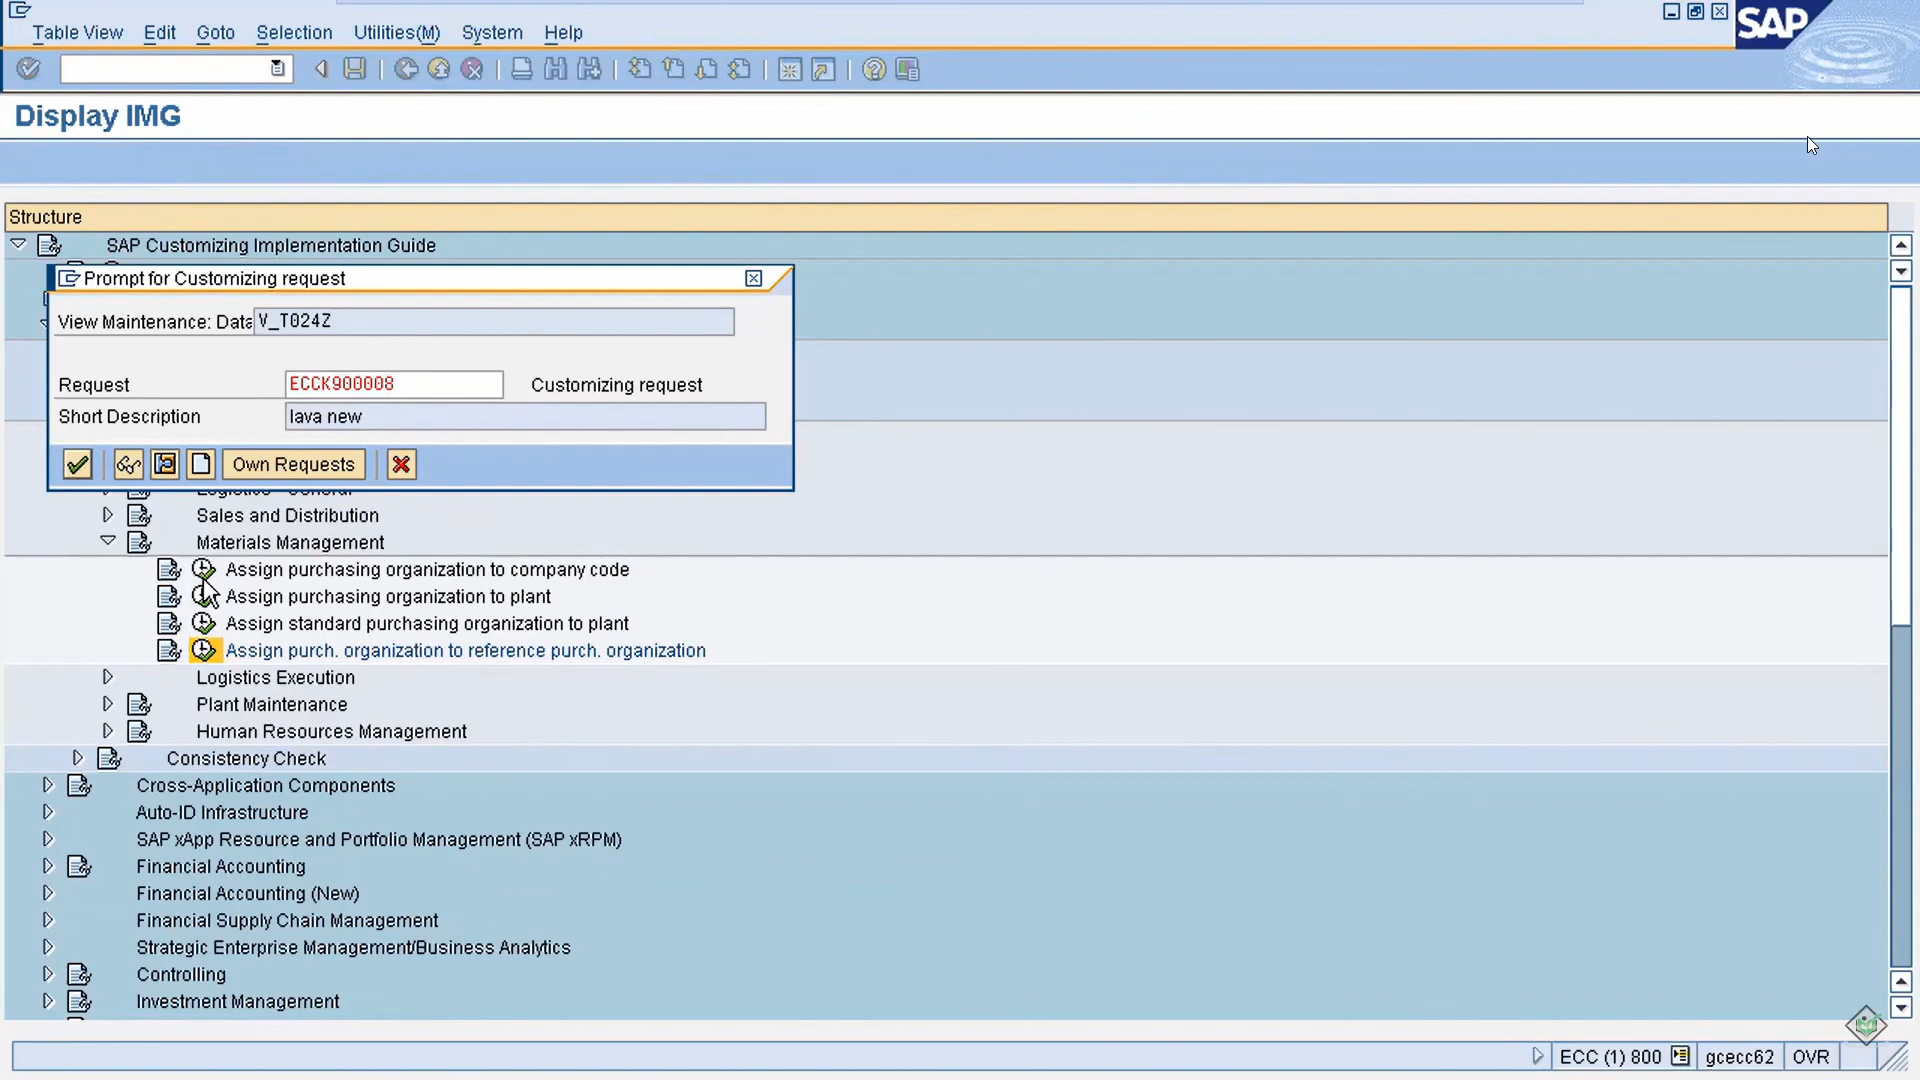 Table View Edit Goto Selection Utilities(M) System Help
SAP
Display IMG
Structure
SAP Customizing Implementation Guide
Prompt for Customizing request
View Maintenance: Data V_T024Z
Request ECCK900008 Customizing request
Short Description lava new
Own Requests
Logistics - General
Sales and Distribution
Materials Management
Assign purchasing organization to company code
Assign purchasing organization to plant
Assign standard purchasing organization to plant
Assign purch. organization to reference purch. organization
Logistics Execution
Plant Maintenance
Human Resources Management
Consistency Check
Cross-Application Components
Auto-ID Infrastructure
SAP xApp Resource and Portfolio Management (SAP xRPM)
Financial Accounting
Financial Accounting (New)
Financial Supply Chain Management
Strategic Enterprise Management/Business Analytics
Controlling
Investment Management
ECC (1) 800 gcecc62 OVR